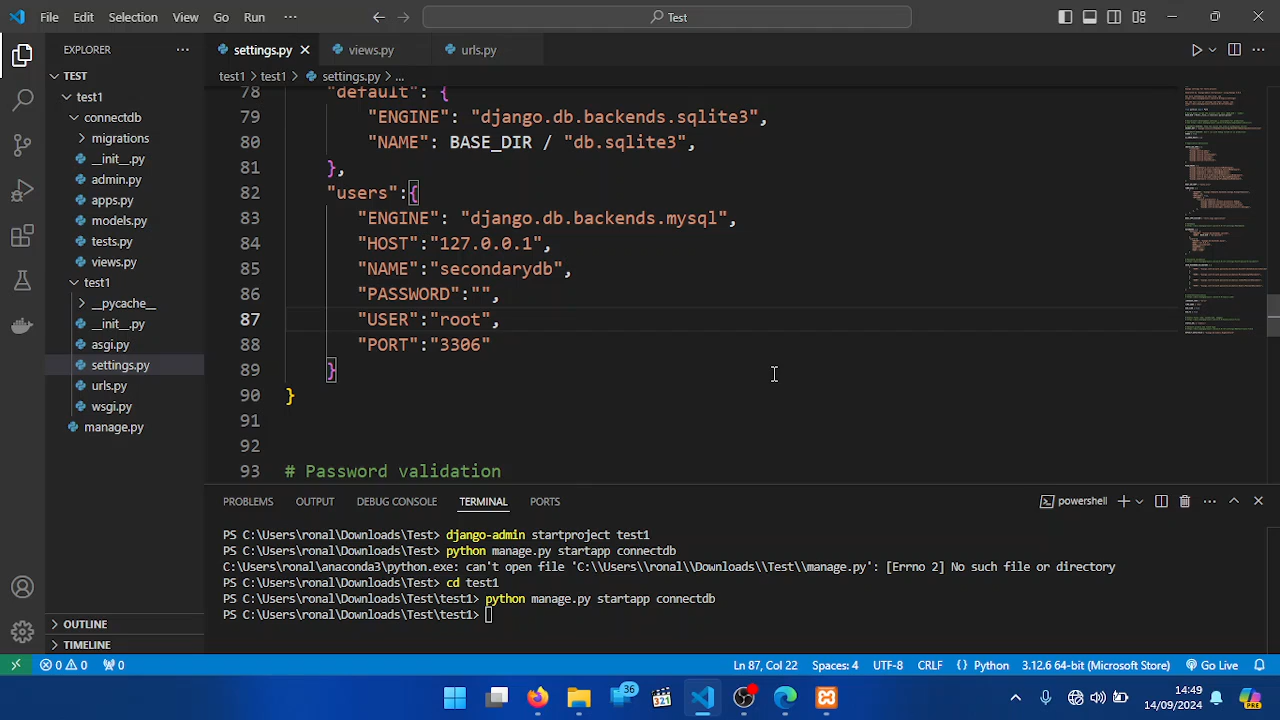 File Edit Selection View Go Run Test
EXPLORER
settings.py
views.py
urls.py
TEST
test1 > test1 > settings.py > ...
test1
connectdb
migrations
__init__.py
admin.py
apps.py
models.py
tests.py
views.py
test1
__pycache__
__init__.py
asgi.py
settings.py
urls.py
wsgi.py
manage.py
OUTLINE
TIMELINE
78 "default": {
79 "ENGINE": "django.db.backends.sqlite3",
80 "NAME": BASE_DIR / "db.sqlite3",
81 },
82 "users":{
83 "ENGINE": "django.db.backends.mysql",
84 "HOST":"127.0.0.1",
85 "NAME":"secondydb",
86 "PASSWORD":"",
87 "USER":"root",
88 "PORT":"3306"
89 }
90 }
91
92
93 # Password validation
PROBLEMS OUTPUT DEBUG CONSOLE TERMINAL PORTS
powershell
PS C:\Users\ronal\Downloads\Test> django-admin startproject test1
PS C:\Users\ronal\Downloads\Test> python manage.py startapp connectdb
C:\Users\ronal\anaconda3\python.exe: can't open file 'C:\\Users\\ronal\\Downloads\\Test\\manage.py': [Errno 2] No such file or directory
PS C:\Users\ronal\Downloads\Test> cd test1
PS C:\Users\ronal\Downloads\Test\test1> python manage.py startapp connectdb
PS C:\Users\ronal\Downloads\Test\test1>
0 0 0 Ln 87, Col 22 Spaces: 4 UTF-8 CRLF {} Python 3.12.6 64-bit (Microsoft Store) Go Live
36
321
14:49
14/09/2024
PRE